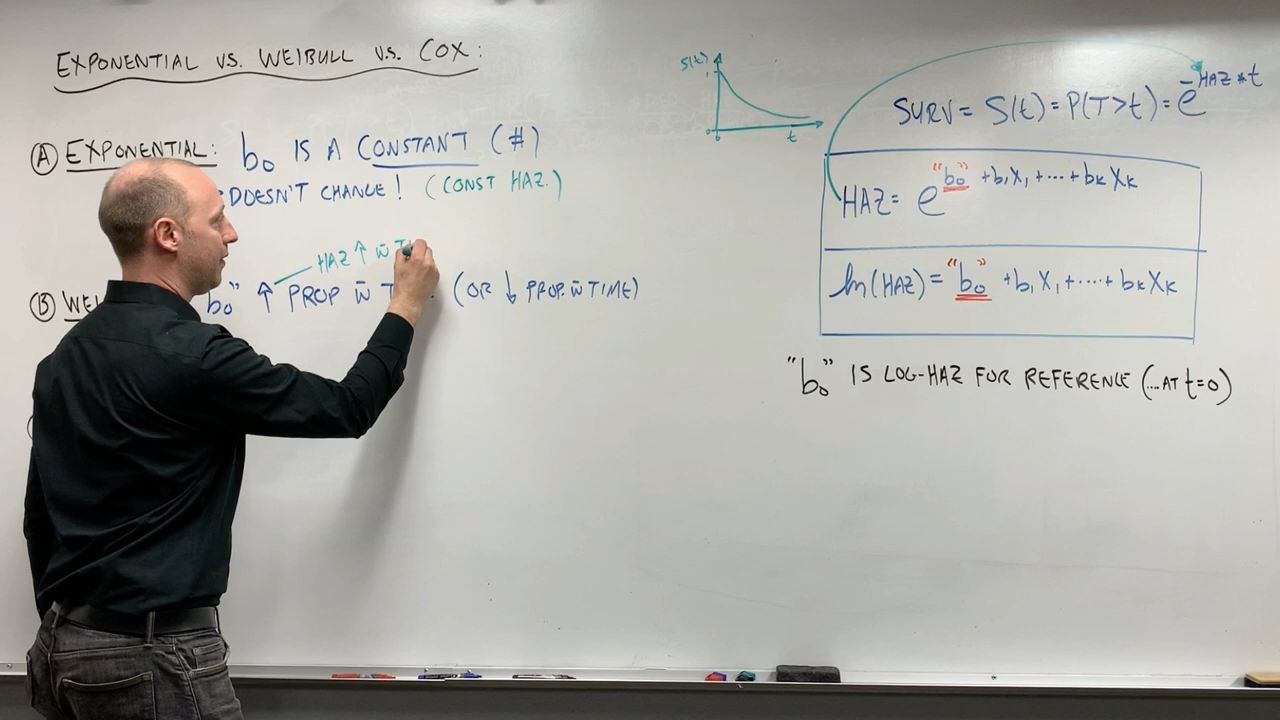 EXPONENTIAL VS. WEIBULL V.S. COX:
Ⓐ EXPONENTIAL: b₀ IS A CONSTANT (#)
DOESN'T CHANGE! (CONST HAZ.)
HAZ ↑ w̄
Ⓑ b₀" ↑ PROP w̄ (OR ↓ PROP. w̄ TIME)
S(t)
t
SURV = S(t) = P(T>t) = e^-HAZ*t
HAZ = e^"b₀" + b₁X₁ + ... + bₖXₖ
ln(HAZ) = "b₀" + b₁X₁ + .... + bₖXₖ
"b₀" IS LOG-HAZ FOR REFERENCE (...AT t=0)